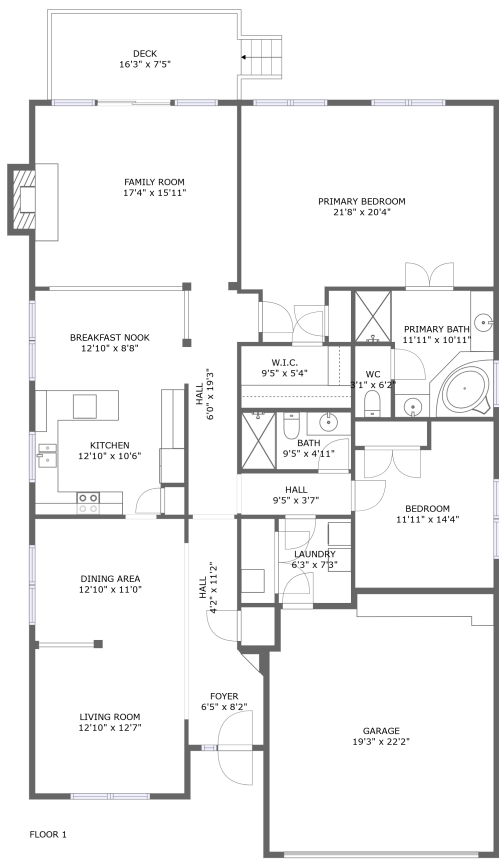 DECK
16'3" x 7'5"
FAMILY ROOM
17'4" x 15'11"
PRIMARY BEDROOM
21'8" x 20'4"
BREAKFAST NOOK
12'10" x 8'8"
PRIMARY BATH
11'11" x 10'11"
W.I.C.
9'5" x 5'4"
WC
3'1" x 6'2"
HALL
6'0" x 19'3"
KITCHEN
12'10" x 10'6"
BATH
9'5" x 4'11"
HALL
9'5" x 3'7"
BEDROOM
11'11" x 14'4"
LAUNDRY
6'3" x 7'3"
DINING AREA
12'10" x 11'0"
HALL
4'2" x 11'2"
FOYER
6'5" x 8'2"
LIVING ROOM
12'10" x 12'7"
GARAGE
19'3" x 22'2"
FLOOR 1